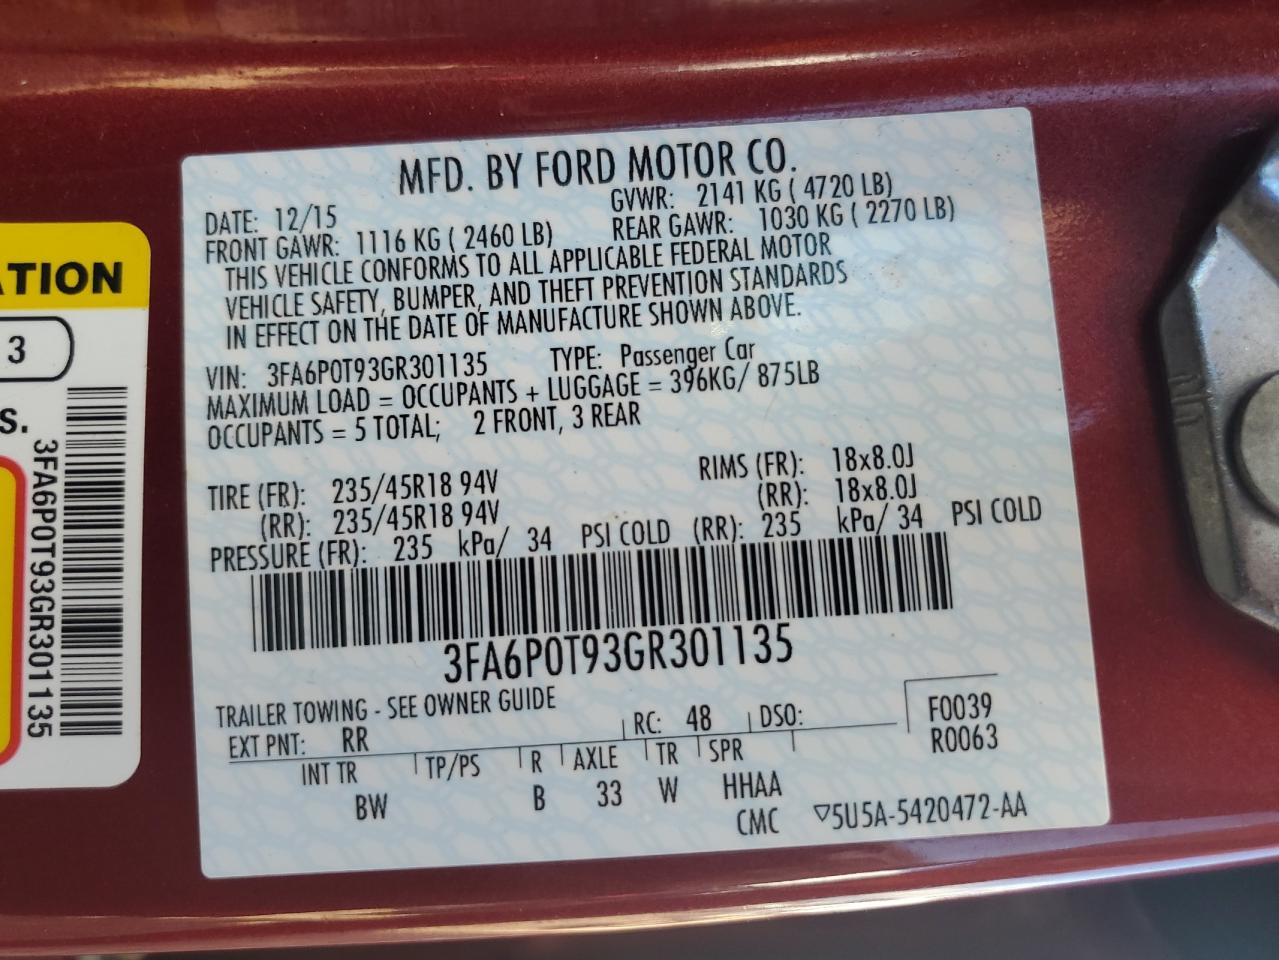 MFD. BY FORD MOTOR CO.
DATE: 12/15 GVWR: 2141 KG ( 4720 LB)
FRONT GAWR: 1116 KG ( 2460 LB) REAR GAWR: 1030 KG ( 2270 LB)
THIS VEHICLE CONFORMS TO ALL APPLICABLE FEDERAL MOTOR
VEHICLE SAFETY, BUMPER, AND THEFT PREVENTION STANDARDS
IN EFFECT ON THE DATE OF MANUFACTURE SHOWN ABOVE.
VIN: 3FA6P0T93GR301135 TYPE: Passenger Car
MAXIMUM LOAD = OCCUPANTS + LUGGAGE = 396KG/ 875LB
OCCUPANTS = 5 TOTAL; 2 FRONT, 3 REAR
TIRE (FR): 235/45R18 94V RIMS (FR): 18x8.0J
(RR): 235/45R18 94V (RR): 18x8.0J
PRESSURE (FR): 235 kPa/ 34 PSI COLD (RR): 235 kPa/ 34 PSI COLD
3FA6P0T93GR301135
TRAILER TOWING - SEE OWNER GUIDE
EXT PNT: RR RC: 48 DSO: F0039
R0063
INT TR TP/PS R AXLE TR SPR
BW B 33 W HHAA
CMC ▽5U5A-5420472-AA
ATION
3
S.
3FA6P0T93GR301135